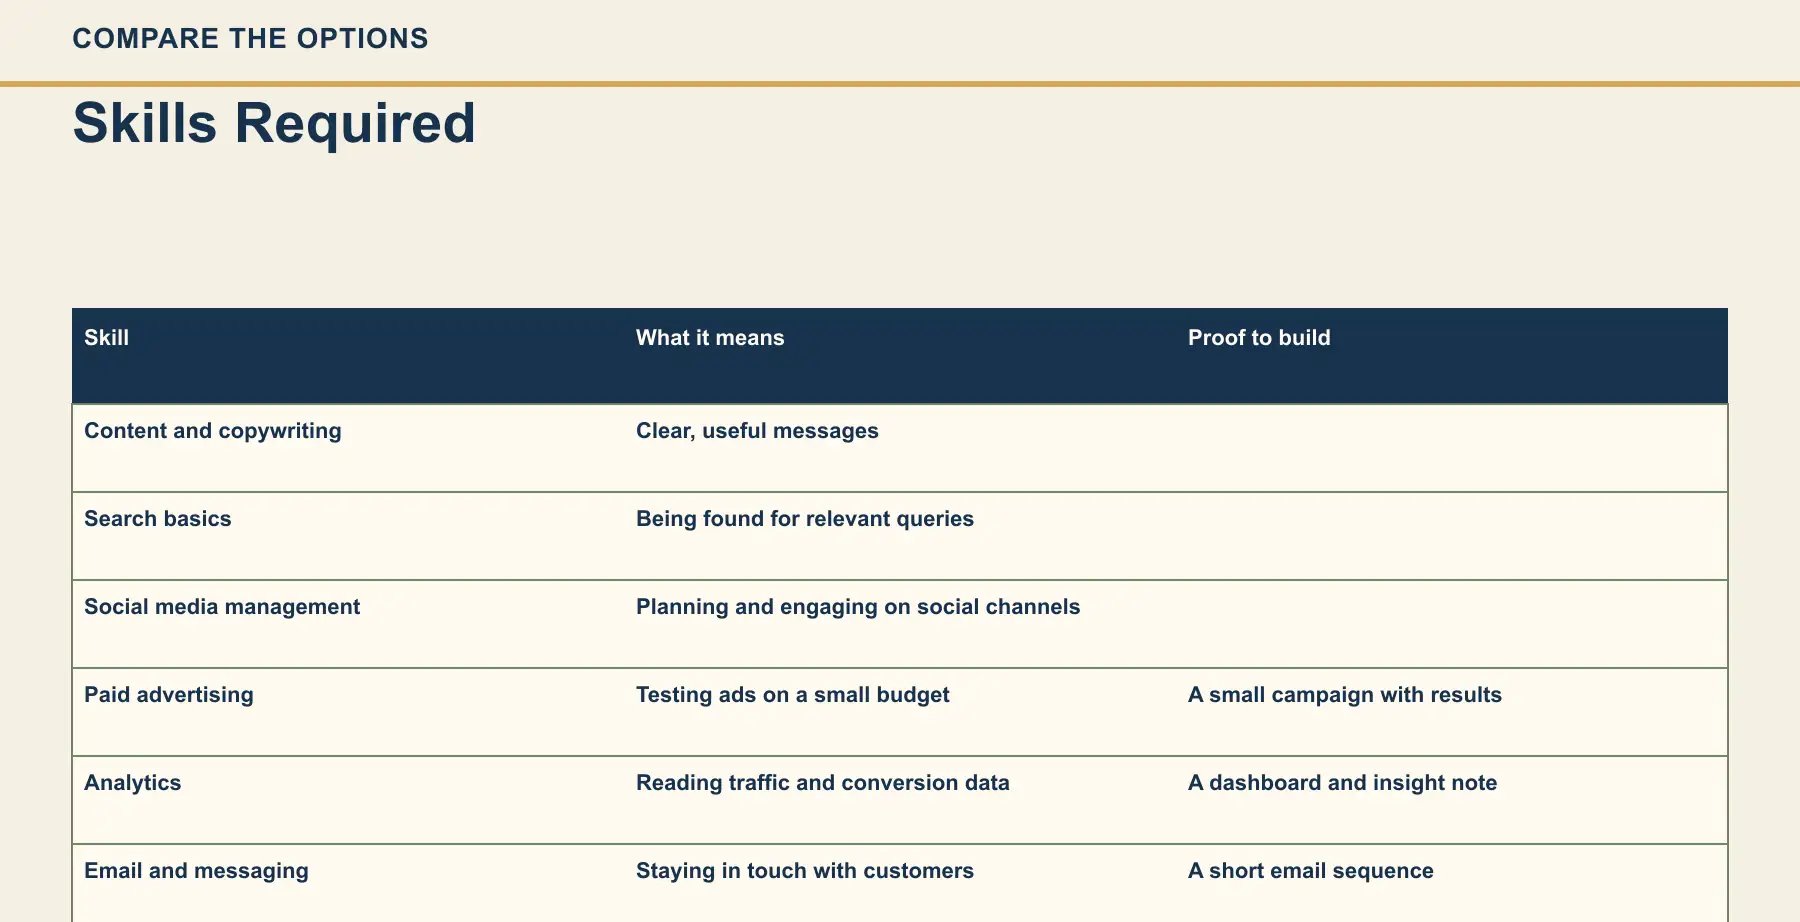 COMPARE THE OPTIONS
Skills Required
Skill What it means Proof to build
Content and copywriting Clear, useful messages
Search basics Being found for relevant queries
Social media management Planning and engaging on social channels
Paid advertising Testing ads on a small budget A small campaign with results
Analytics Reading traffic and conversion data A dashboard and insight note
Email and messaging Staying in touch with customers A short email sequence